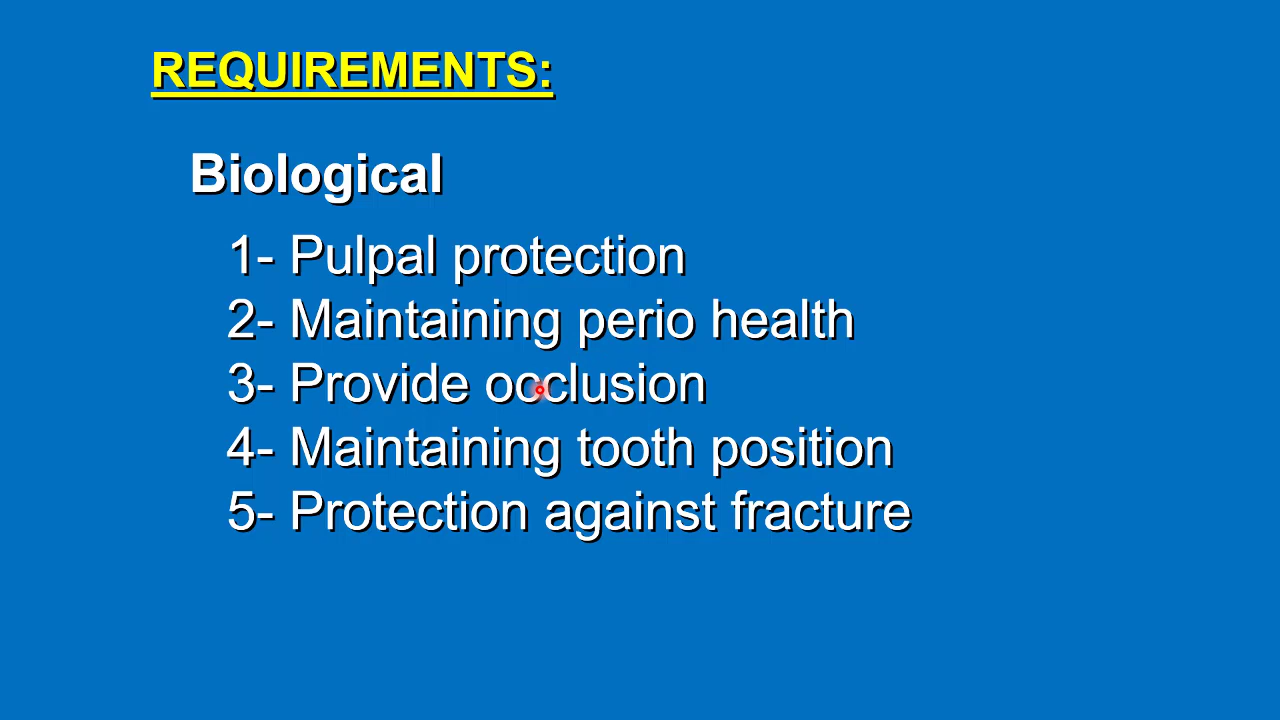 REQUIREMENTS:
Biological
1- Pulpal protection
2- Maintaining perio health
3- Provide occlusion
4- Maintaining tooth position
5- Protection against fracture